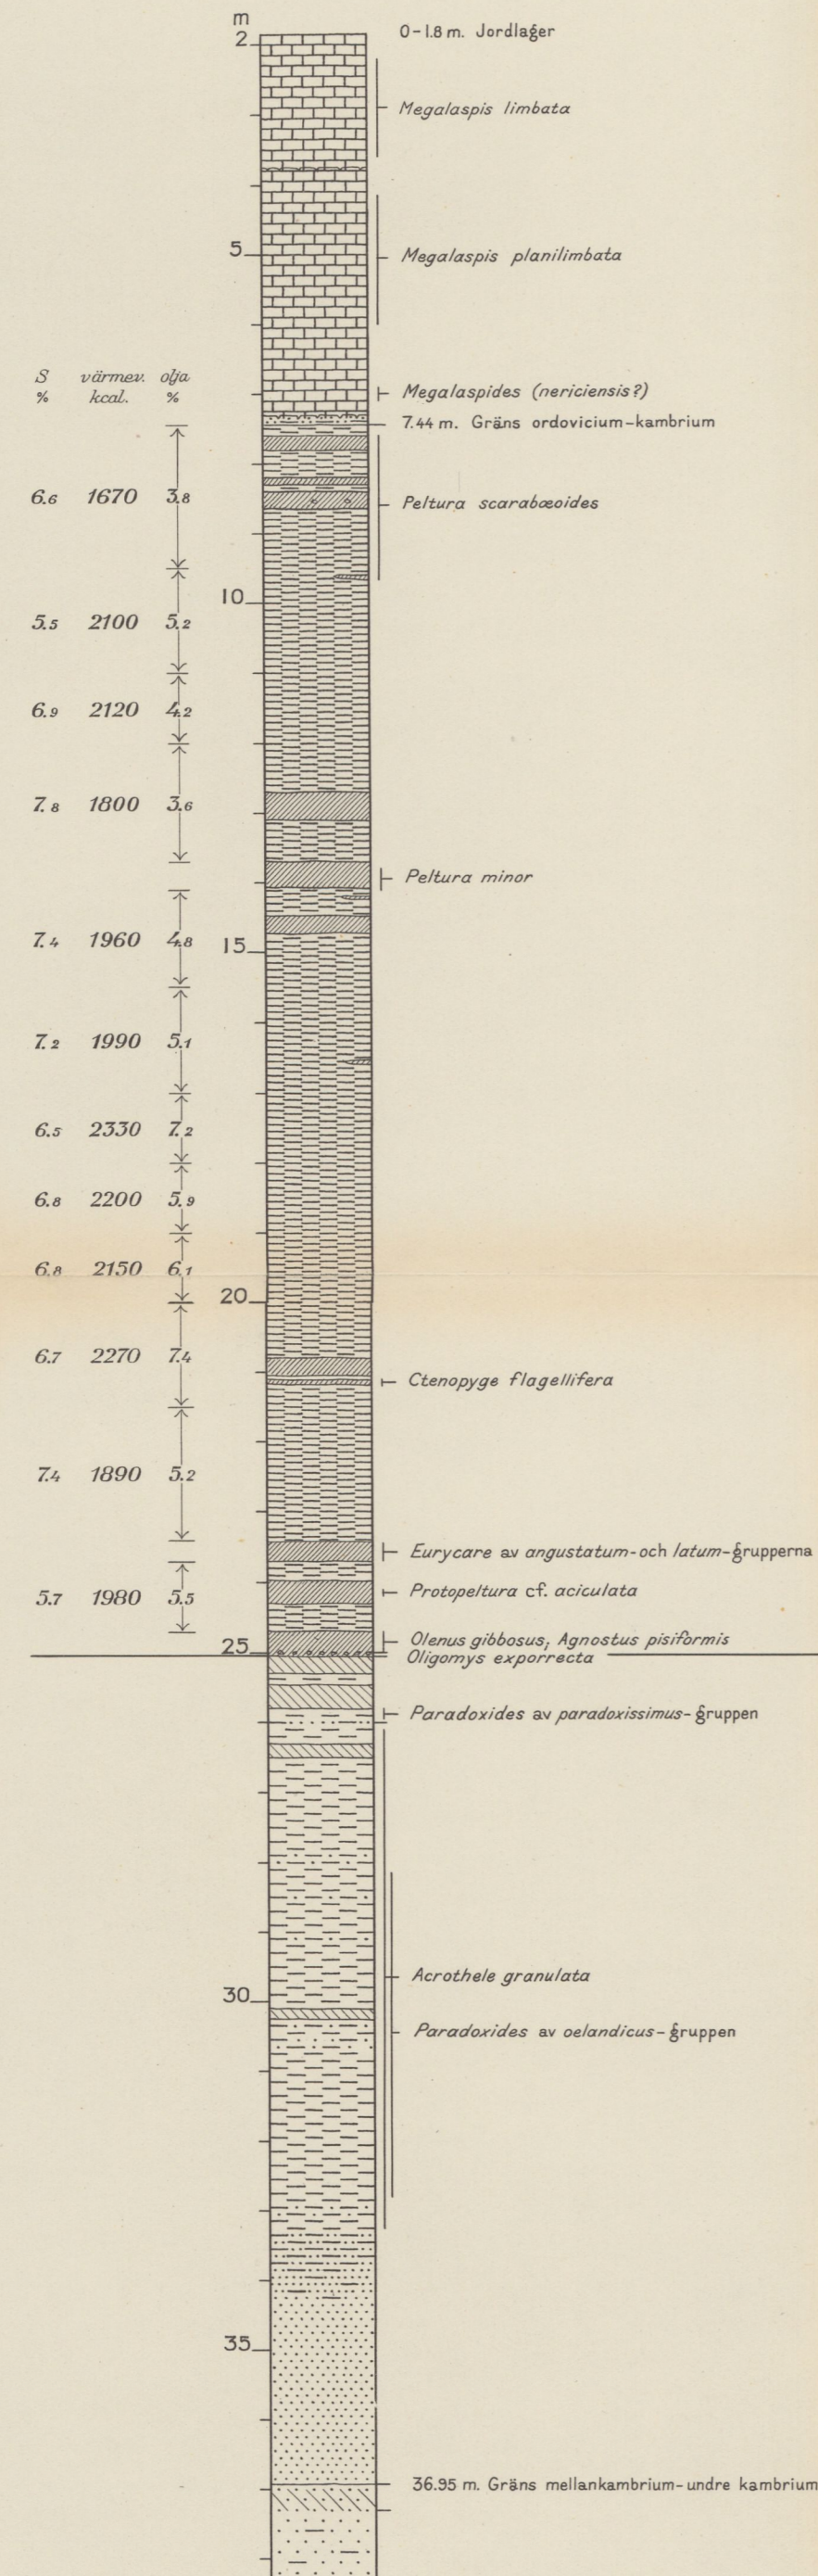 m
0-1.8 m. Jordlager
2
Megalaspis limbata
5
Megalaspis planilimbata
S värmev. olja
% kcal. %
Megalaspides (nericiensis?)
7.44 m. Gräns ordovicium-kambrium
6.6 1670 3.8
Peltura scarabæoides
10
5.5 2100 5.2
6.9 2120 4.2
7.8 1800 3.6
Peltura minor
7.4 1960 4.8
15
7.2 1990 5.1
6.5 2330 7.2
6.8 2200 5.9
6.8 2150 6.1
20
6.7 2270 7.4
Ctenopyge flagellifera
7.4 1890 5.2
Eurycare av angustatum-och latum-grupperna
5.7 1980 5.5
Protopeltura cf. aciculata
Olenus gibbosus; Agnostus pisiformis
25
Oligomys exporrecta
Paradoxides av paradoxissimus-gruppen
Acrothele granulata
30
Paradoxides av oelandicus-gruppen
35
36.95 m. Gräns mellankambrium-undre kambrium